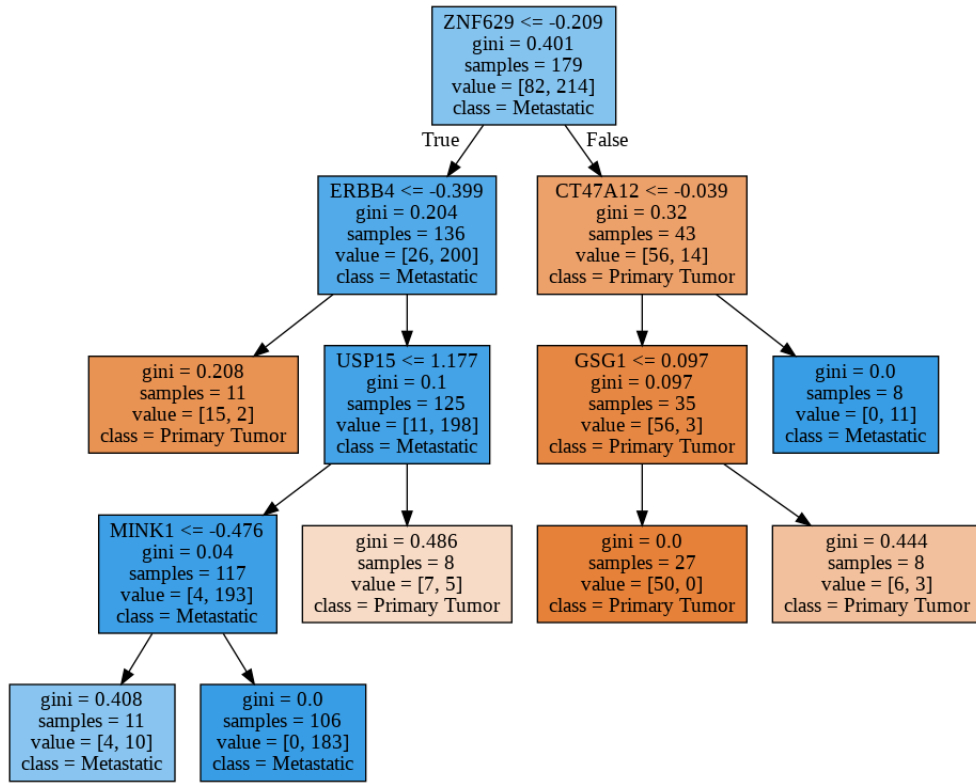 ZNF629 <= -0.209
gini = 0.401
samples = 179
value = [82, 214]
class = Metastatic
True
False
ERBB4 <= -0.399
gini = 0.204
samples = 136
value = [26, 200]
class = Metastatic
CT47A12 <= -0.039
gini = 0.32
samples = 43
value = [56, 14]
class = Primary Tumor
gini = 0.208
samples = 11
value = [15, 2]
class = Primary Tumor
USP15 <= 1.177
gini = 0.1
samples = 125
value = [11, 198]
class = Metastatic
GSG1 <= 0.097
gini = 0.097
samples = 35
value = [56, 3]
class = Primary Tumor
gini = 0.0
samples = 8
value = [0, 11]
class = Metastatic
MINK1 <= -0.476
gini = 0.04
samples = 117
value = [4, 193]
class = Metastatic
gini = 0.486
samples = 8
value = [7, 5]
class = Primary Tumor
gini = 0.0
samples = 27
value = [50, 0]
class = Primary Tumor
gini = 0.444
samples = 8
value = [6, 3]
class = Primary Tumor
gini = 0.408
samples = 11
value = [4, 10]
class = Metastatic
gini = 0.0
samples = 106
value = [0, 183]
class = Metastatic